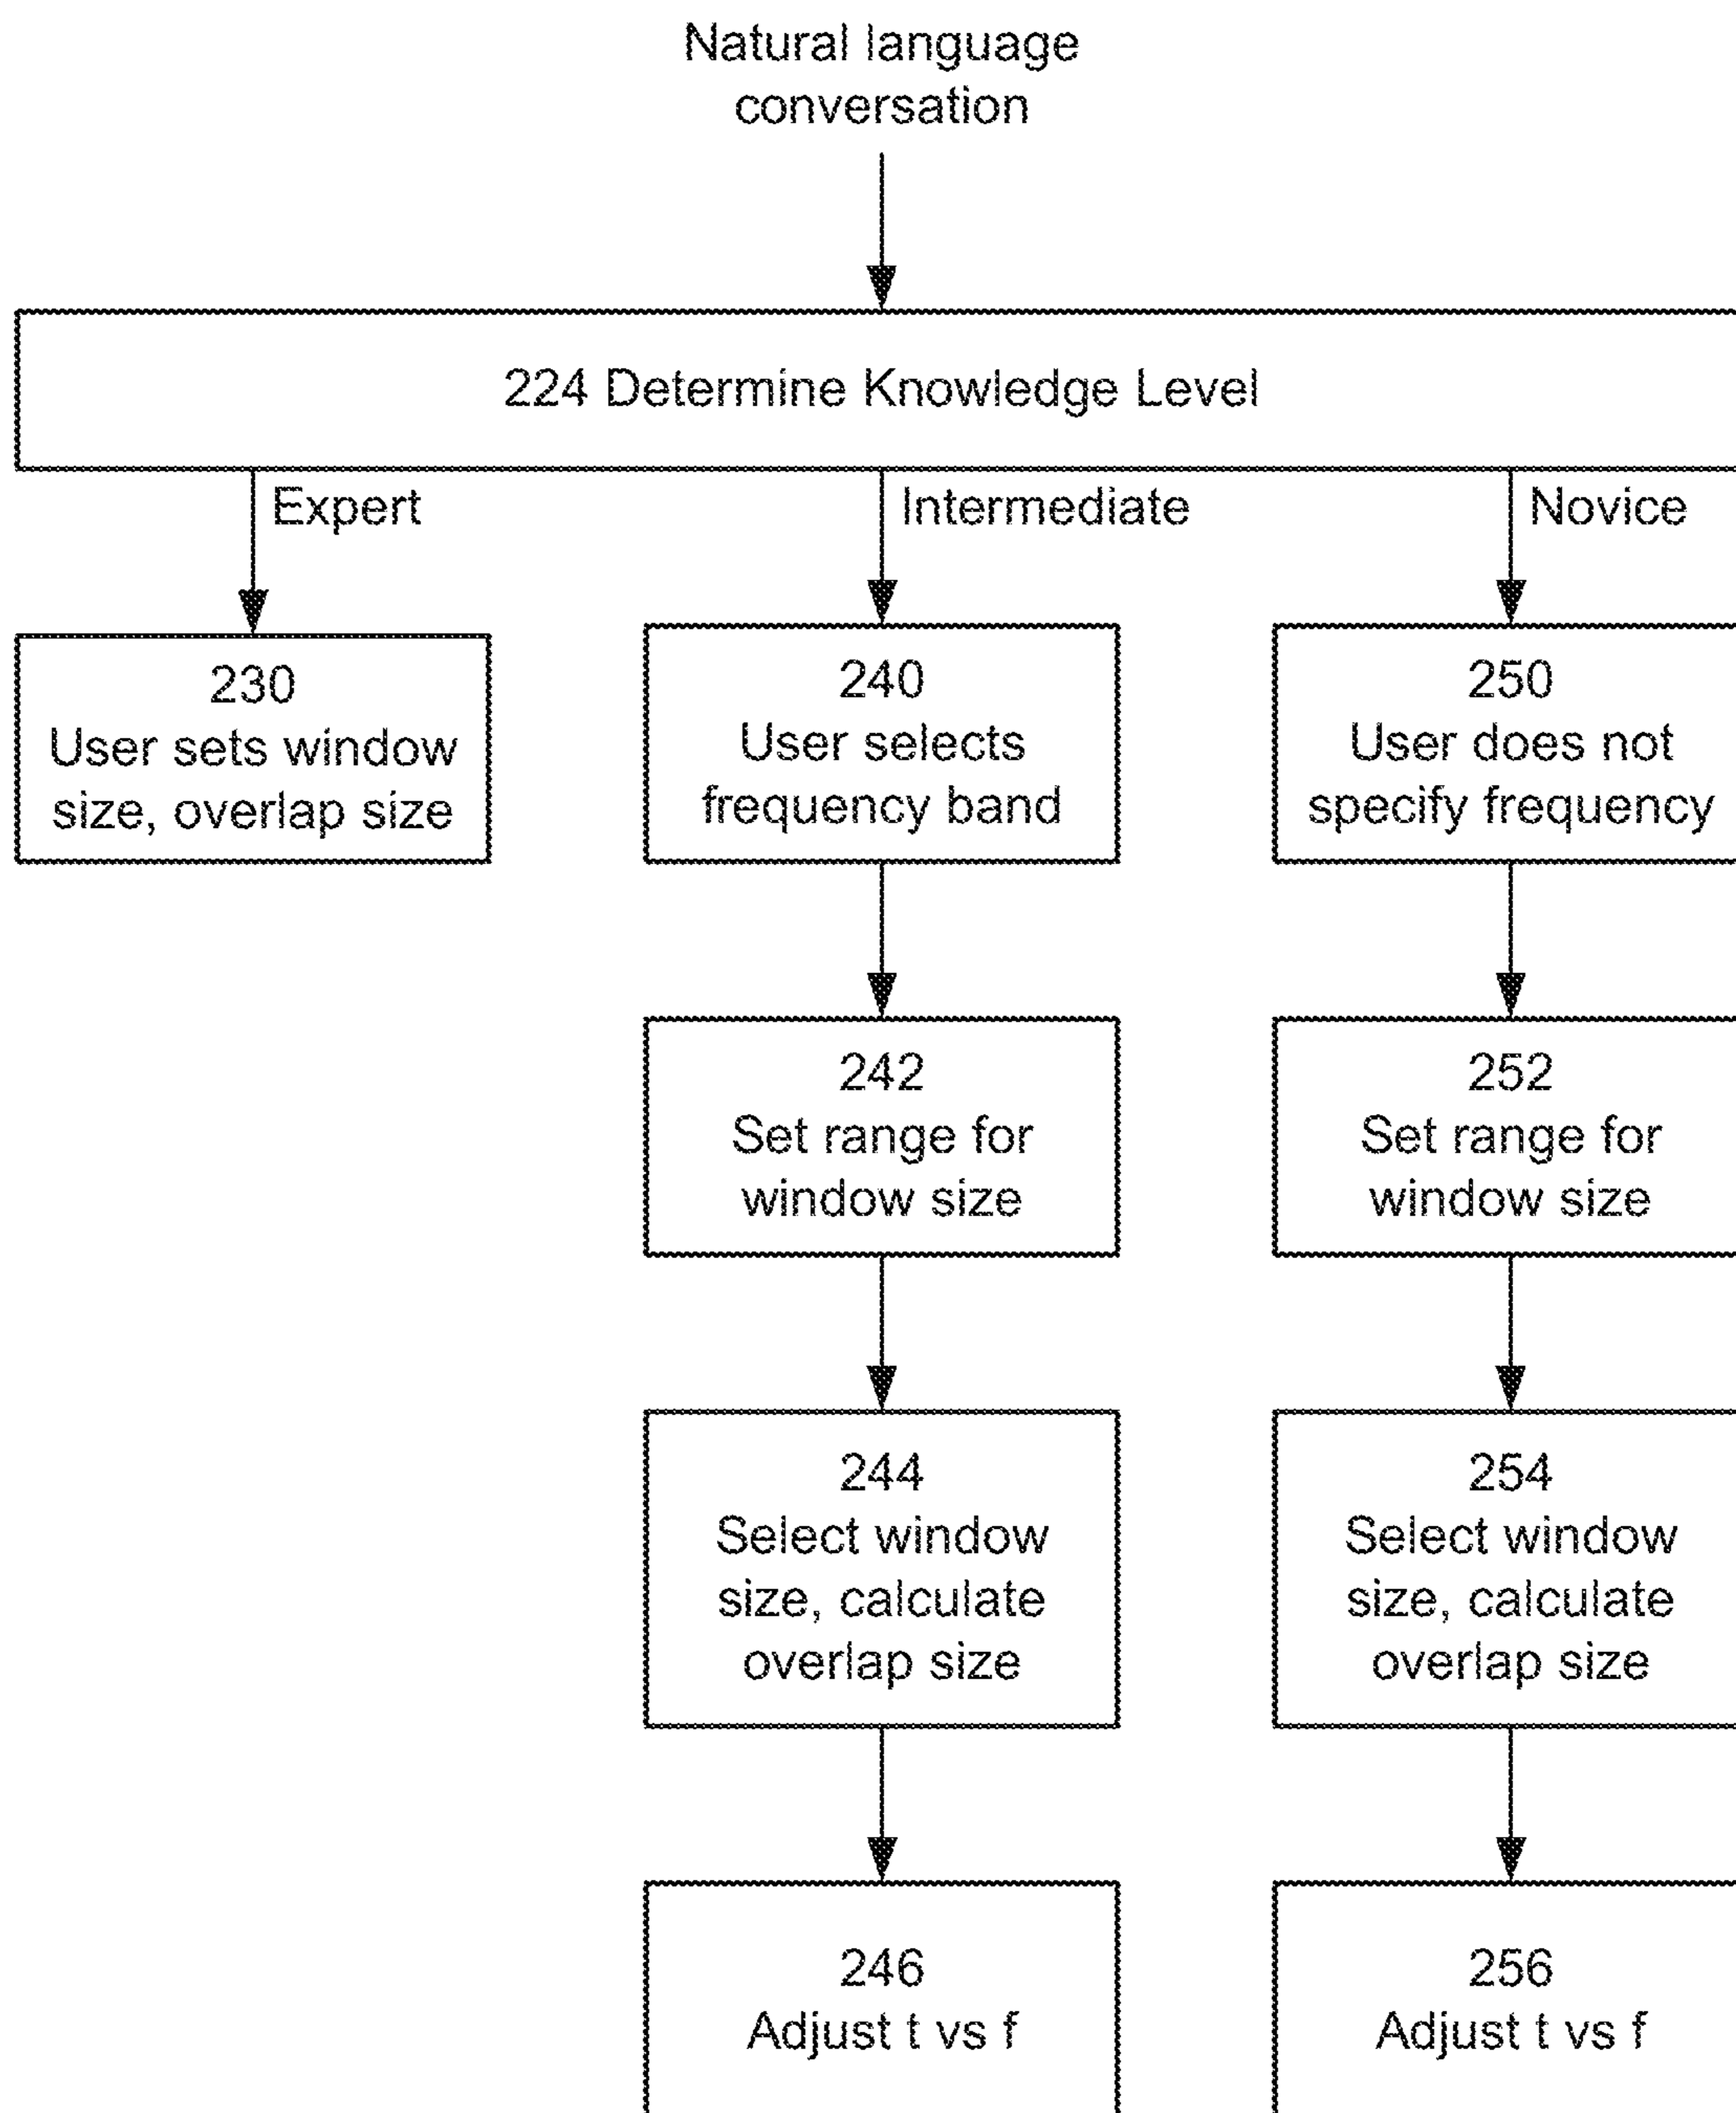 Natural language
conversation
224 Determine Knowledge Level
Expert
Intermediate
Novice
230
User sets window
size, overlap size
240
User selects
frequency band
250
User does not
specify frequency
242
Set range for
window size
252
Set range for
window size
244
Select window
size, calculate
overlap size
254
Select window
size, calculate
overlap size
246
Adjust t vs f
256
Adjust t vs f